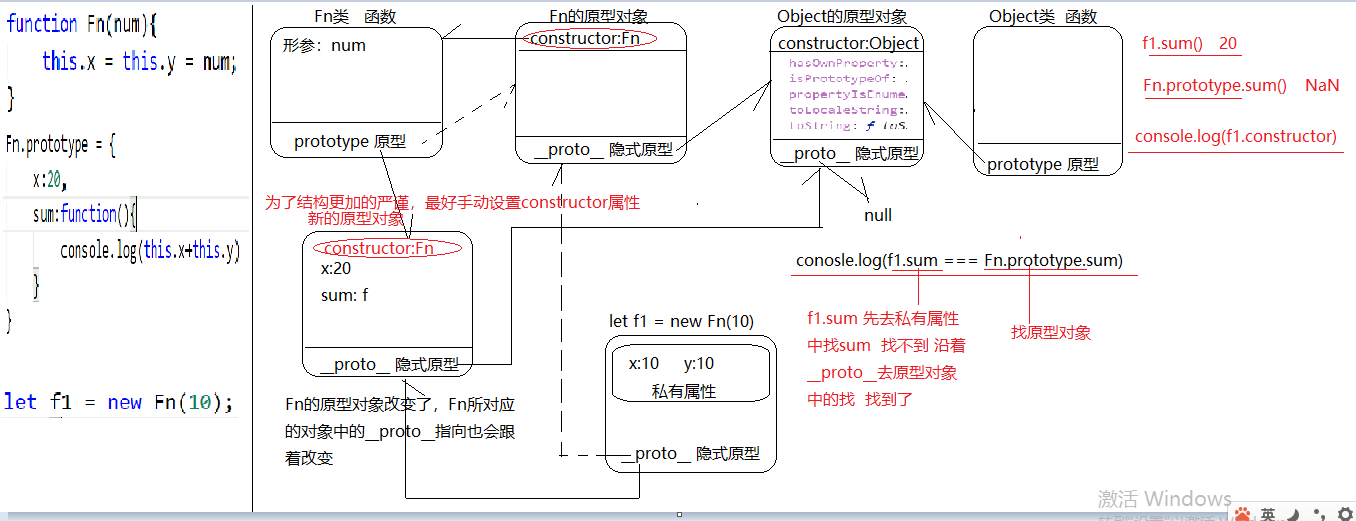 function Fn(num){
this.x = this.y = num;
}
Fn.prototype = {
x:20,
sum:function(){
console.log(this.x+this.y)
}
}
let f1 = new Fn(10);
Fn类 函数
形参：num
prototype 原型
Fn的原型对象
constructor:Fn
__proto__ 隐式原型
Object的原型对象
constructor:Object
hasOwnProperty:
isPrototypeOf:
propertyIsEnume
toLocaleString:
toString: ƒ toS
__proto__ 隐式原型
null
Object类 函数
prototype 原型
f1.sum() 20
Fn.prototype.sum() NaN
console.log(f1.constructor)
为了结构更加的严谨，最好手动设置constructor属性
新的原型对象
constructor:Fn
x:20
sum: f
__proto__ 隐式原型
Fn的原型对象改变了，Fn所对应
的对象中的__proto__指向也会跟
着改变
let f1 = new Fn(10)
x:10 y:10
私有属性
__proto__ 隐式原型
conosle.log(f1.sum === Fn.prototype.sum)
f1.sum 先去私有属性
中找sum 找不到 沿着
__proto__去原型对象
中的找 找到了
找原型对象
激活 Windows
英